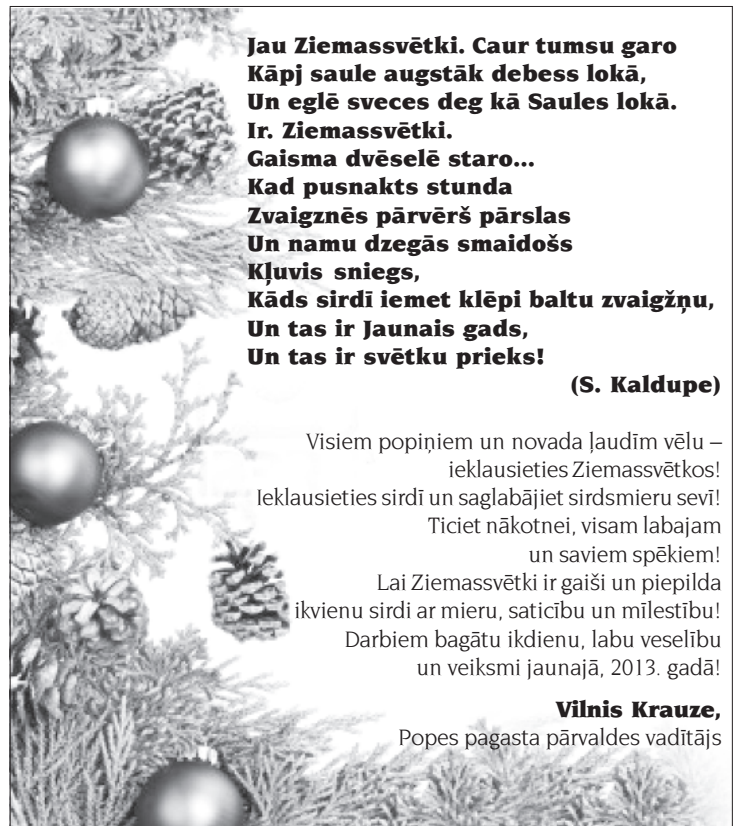 Jau Ziemassvētki. Caur tumsu garo
Kāpj saule augstāk debess lokā,
Un eglē sveces deg kā Saules lokā.
Ir. Ziemassvētki.
Gaisma dvēselē staro...
Kad pusnakts stunda
Zvaigznēs pārvērš pārslas
Un namu dzegās smaidošs
Kļuvis sniegs,
Kāds sirdī iemet klēpi baltu zvaigžņu,
Un tas ir Jaunais gads,
Un tas ir svētku prieks!
(S. Kaldupe)
Visiem popiņiem un novada ļaudīm vēlu –
ieklausieties Ziemassvētkos!
Ieklausieties sirdī un saglabājiet sirdsmieru sevī!
Ticiet nākotnei, visam labajam
un saviem spēkiem!
Lai Ziemassvētki ir gaiši un piepilda
ikvienu sirdi ar mieru, saticību un mīlestību!
Darbiem bagātu ikdienu, labu veselību
un veiksmi jaunajā, 2013. gadā!
Vilnis Krauze,
Popes pagasta pārvaldes vadītājs